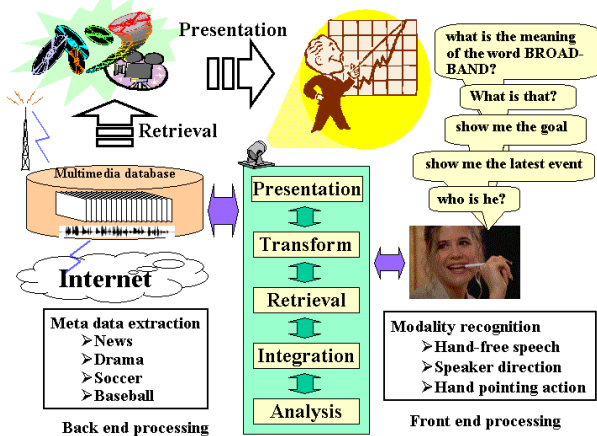 Presentation
Retrieval
what is the meaning
of the word BROAD-
BAND?
What is that?
show me the goal
show me the latest event
who is he?
Multimedia database
Internet
Presentation
Transform
Retrieval
Integration
Analysis
Meta data extraction
➢News
➢Drama
➢Soccer
➢Baseball
Back end processing
Modality recognition
➢Hand-free speech
➢Speaker direction
➢Hand pointing action
Front end processing